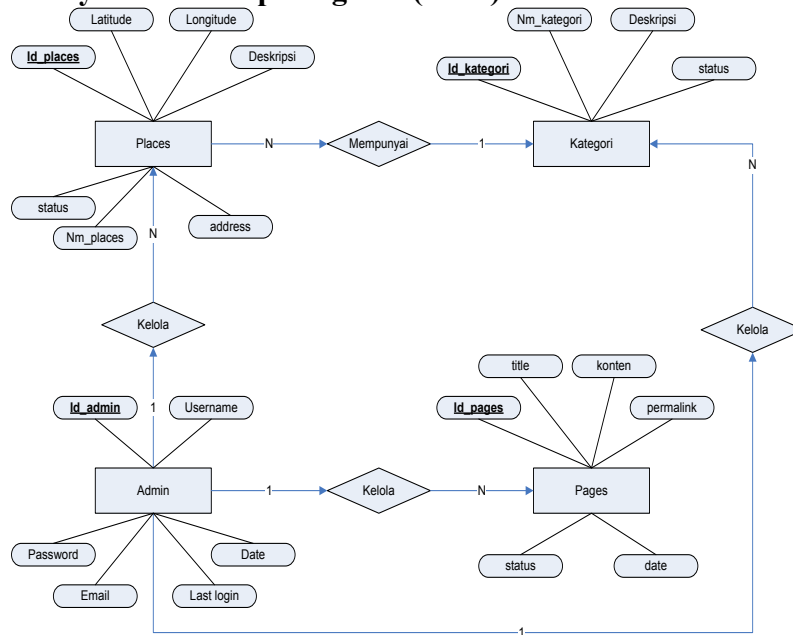 Latitude
Longitude
Id_places
Deskripsi
Places
status
Nm_places
address
N
Mempunyai
1
Nm_kategori
Deskripsi
Id_kategori
status
Kategori
N
N
Kelola
Kelola
1
Id_admin
Username
Admin
Password
Email
Last login
Date
1
Kelola
N
title
konten
Id_pages
permalink
Pages
status
date
1